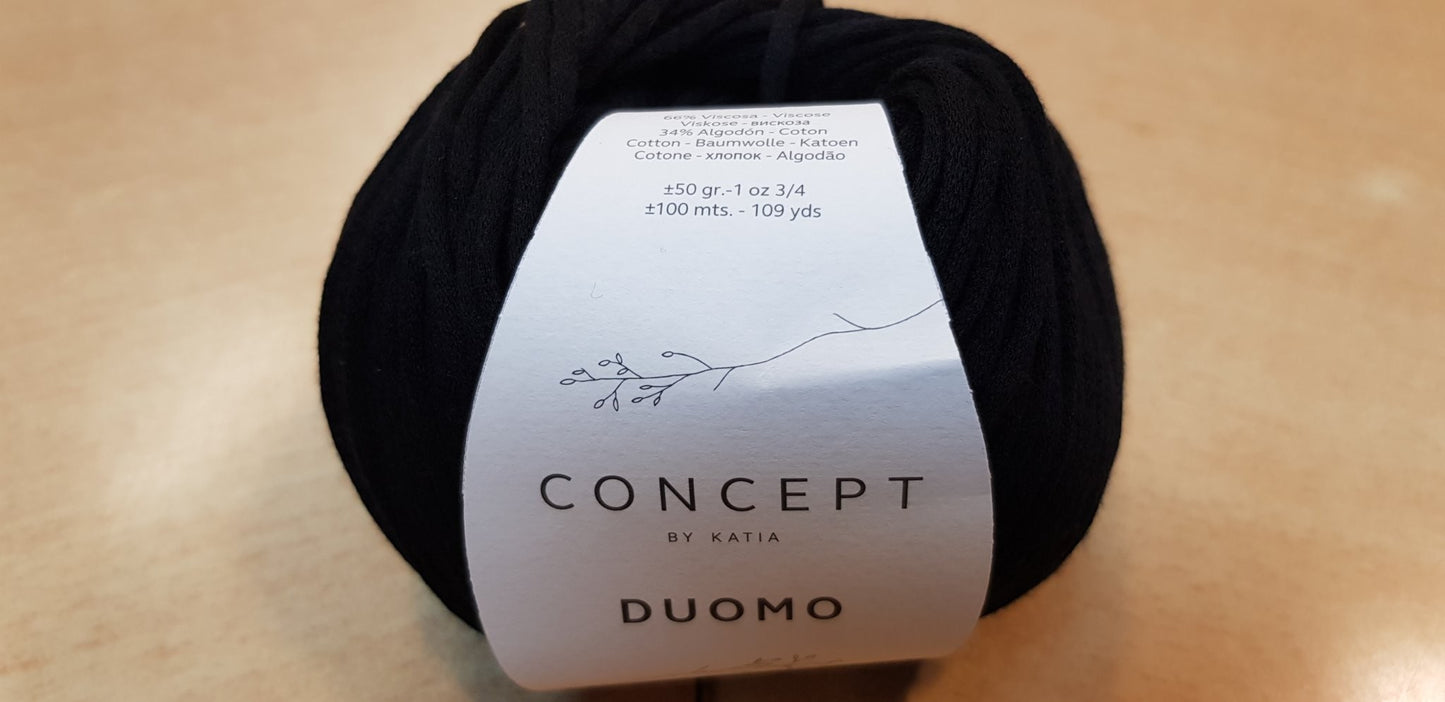 66% Viscosa - Viscose
Viskose - вискоза
34% Algodón - Coton
Cotton - Baumwolle - Katoen
Cotone - хлопок - Algodão
±50 gr.-1 oz 3/4
±100 mts. - 109 yds
CONCEPT
BY KATIA
DUOMO